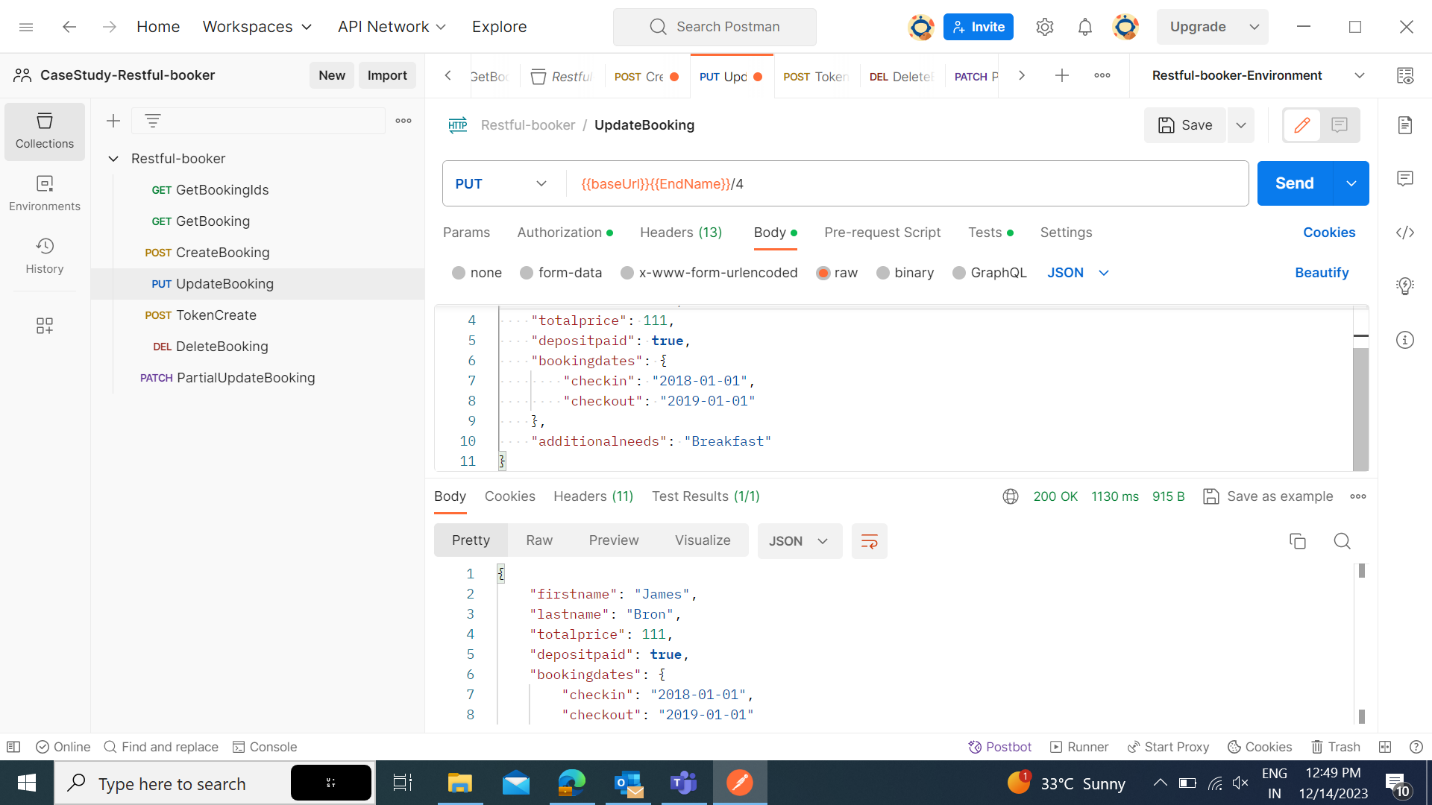 Home Workspaces API Network Explore Search Postman Invite Upgrade
CaseStudy-Restful-booker New Import GetBo Restful POST Cre PUT Upd POST Token DEL Delete PATCH P Restful-booker-Environment
Collections
Environments
History
Restful-booker
GET GetBookingIds
GET GetBooking
POST CreateBooking
PUT UpdateBooking
POST TokenCreate
DEL DeleteBooking
PATCH PartialUpdateBooking
HTTP Restful-booker / UpdateBooking Save
PUT {{baseUrl}}{{EndName}}/4 Send
Params Authorization Headers (13) Body Pre-request Script Tests Settings Cookies
none form-data x-www-form-urlencoded raw binary GraphQL JSON Beautify
4 "totalprice": 111,
5 "depositpaid": true,
6 "bookingdates": {
7 "checkin": "2018-01-01",
8 "checkout": "2019-01-01"
9 },
10 "additionalneeds": "Breakfast"
11 }
Body Cookies Headers (11) Test Results (1/1) 200 OK 1130 ms 915 B Save as example
Pretty Raw Preview Visualize JSON
1 {
2 "firstname": "James",
3 "lastname": "Bron",
4 "totalprice": 111,
5 "depositpaid": true,
6 "bookingdates": {
7 "checkin": "2018-01-01",
8 "checkout": "2019-01-01"
Online Find and replace Console Postbot Runner Start Proxy Cookies Trash
Type here to search 1 33°C Sunny ENG 12:49 PM
IN 12/14/2023 10